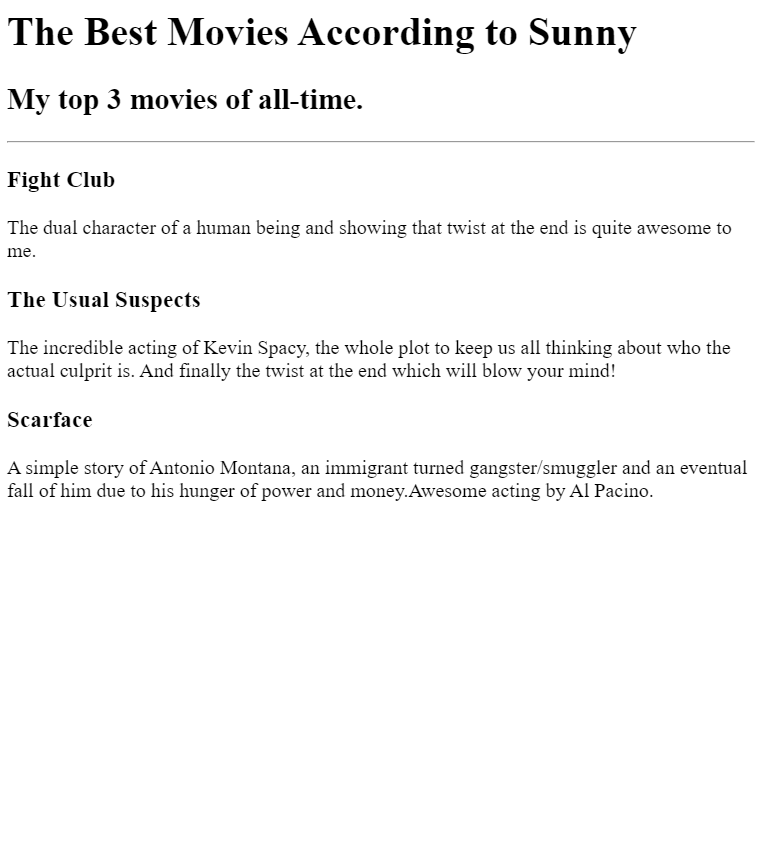 The Best Movies According to Sunny
My top 3 movies of all-time.
Fight Club
The dual character of a human being and showing that twist at the end is quite awesome to
me.
The Usual Suspects
The incredible acting of Kevin Spacy, the whole plot to keep us all thinking about who the
actual culprit is. And finally the twist at the end which will blow your mind!
Scarface
A simple story of Antonio Montana, an immigrant turned gangster/smuggler and an eventual
fall of him due to his hunger of power and money.Awesome acting by Al Pacino.